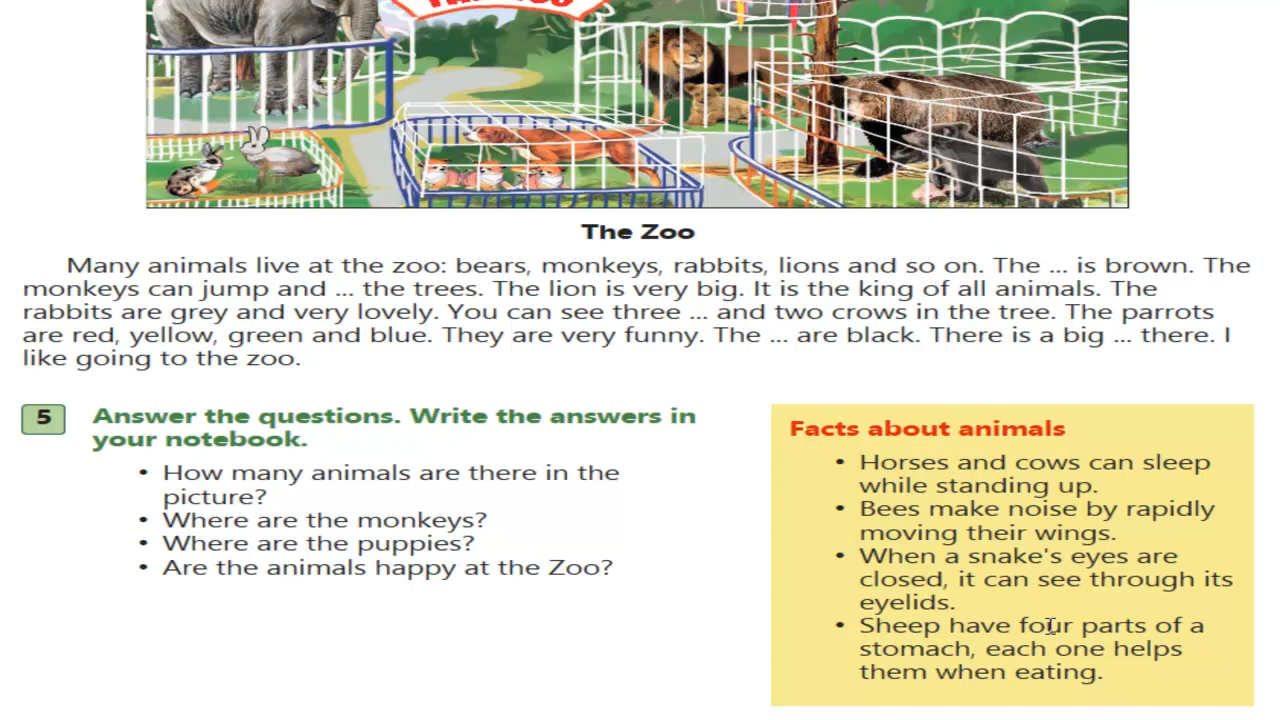 The Zoo
Many animals live at the zoo: bears, monkeys, rabbits, lions and so on. The ... is brown. The
monkeys can jump and ... the trees. The lion is very big. It is the king of all animals. The
rabbits are grey and very lovely. You can see three ... and two crows in the tree. The parrots
are red, yellow, green and blue. They are very funny. The ... are black. There is a big ... there. I
like going to the zoo.
5
Answer the questions. Write the answers in
your notebook.
• How many animals are there in the
picture?
• Where are the monkeys?
• Where are the puppies?
• Are the animals happy at the Zoo?
Facts about animals
• Horses and cows can sleep
while standing up.
• Bees make noise by rapidly
moving their wings.
• When a snake's eyes are
closed, it can see through its
eyelids.
• Sheep have four parts of a
stomach, each one helps
them when eating.